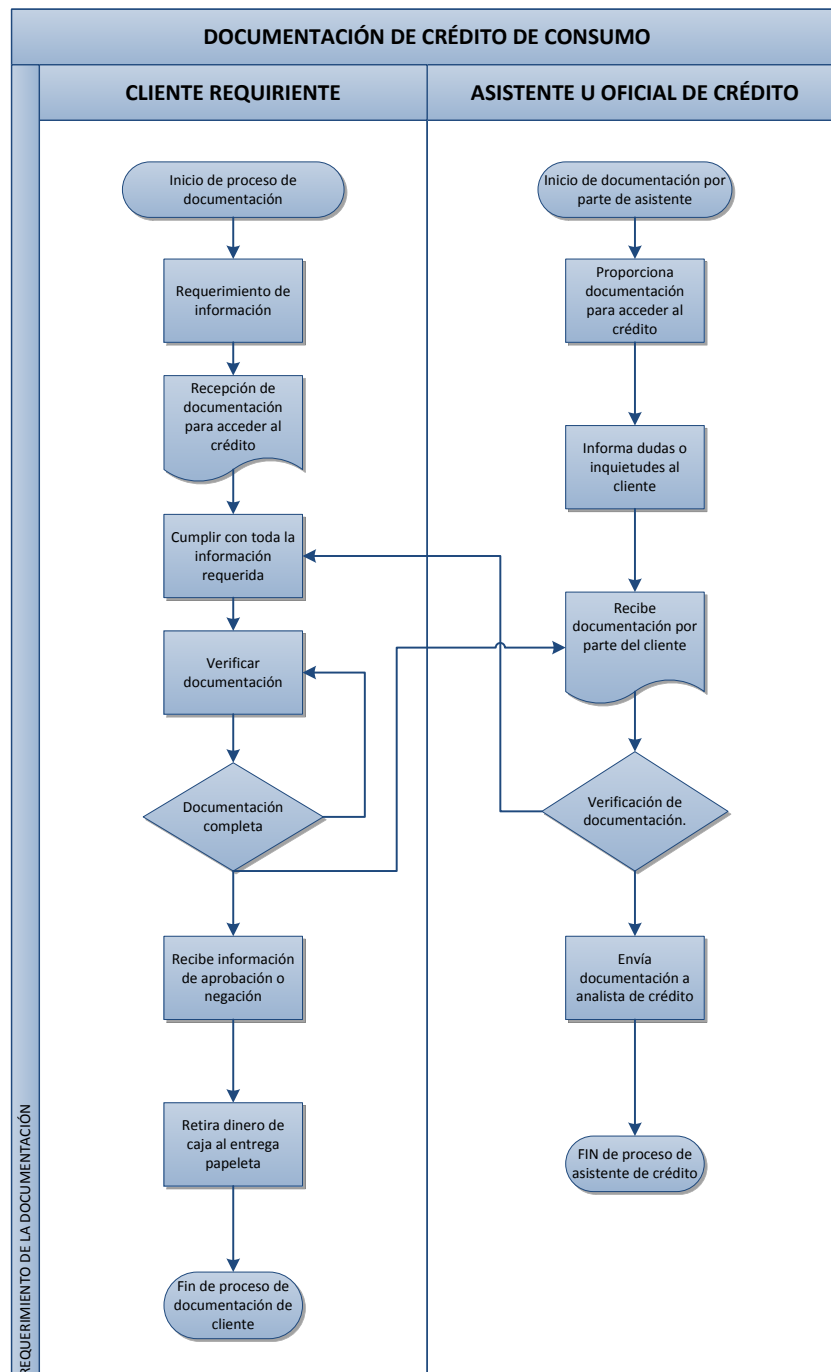 DOCUMENTACIÓN DE CRÉDITO DE CONSUMO
CLIENTE REQUIRIENTE
ASISTENTE U OFICIAL DE CRÉDITO
REQUERIMIENTO DE LA DOCUMENTACIÓN
Inicio de proceso de
documentación
Requerimiento de
información
Recepción de
documentación
para acceder al
crédito
Cumplir con toda la
información
requerida
Verificar
documentación
Documentación
completa
Recibe información
de aprobación o
negación
Retira dinero de
caja al entrega
papeleta
Fin de proceso de
documentación de
cliente
Inicio de documentación por
parte de asistente
Proporciona
documentación
para acceder al
crédito
Informa dudas o
inquietudes al
cliente
Recibe
documentación por
parte del cliente
Verificación de
documentación.
Envía
documentación a
analista de crédito
FIN de proceso de
asistente de crédito